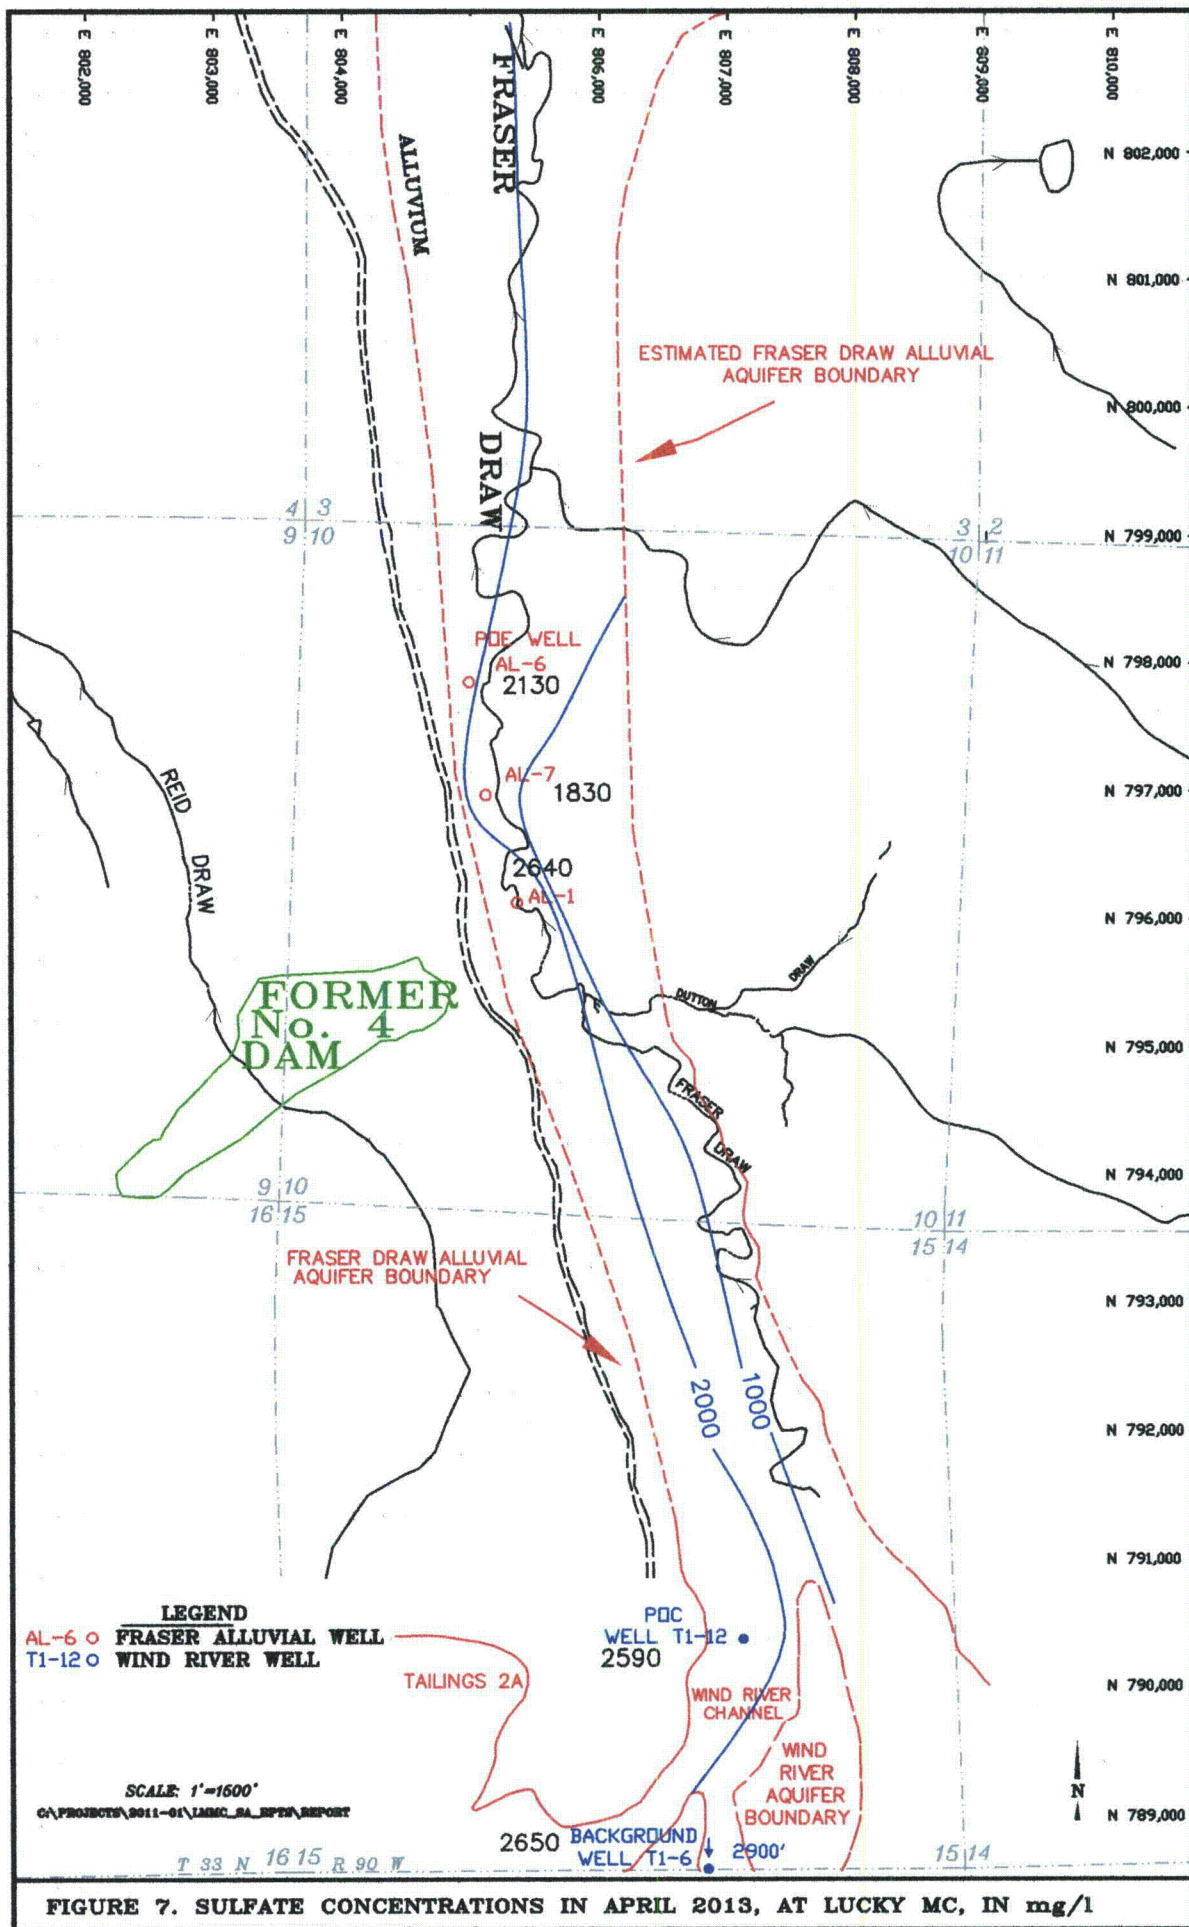 E 802,000
E 803,000
E 804,000
E 806,000
E 807,000
E 808,000
E 809,000
E 810,000
FRASER
DRAW
ALLUVIUM
N 802,000
N 801,000
ESTIMATED FRASER DRAW ALLUVIAL
AQUIFER BOUNDARY
N 800,000
4 3
9 10
3 2
10 11
N 799,000
POE WELL
AL-6
2130
N 798,000
AL-7
1830
N 797,000
REID
DRAW
2640
AL-1
N 796,000
DUTTON
DRAW
FORMER
No. 4
DAM
N 795,000
FRASER
DRAW
N 794,000
9 10
16 15
10 11
15 14
FRASER DRAW ALLUVIAL
AQUIFER BOUNDARY
N 793,000
2000
1000
N 792,000
N 791,000
LEGEND
AL-6 FRASER ALLUVIAL WELL
T1-12 WIND RIVER WELL
POC
WELL T1-12
2590
TAILINGS 2A
WIND RIVER
CHANNEL
N 790,000
WIND
RIVER
AQUIFER
BOUNDARY
N
N 789,000
SCALE: 1"=1600'
C:\PROJECTS\2011-01\LMMC_SA_RPTS\REPORT
2650
BACKGROUND
WELL T1-6
2900'
T 33 N 16 15 R 90 W
15 14
FIGURE 7. SULFATE CONCENTRATIONS IN APRIL 2013, AT LUCKY MC, IN mg/l